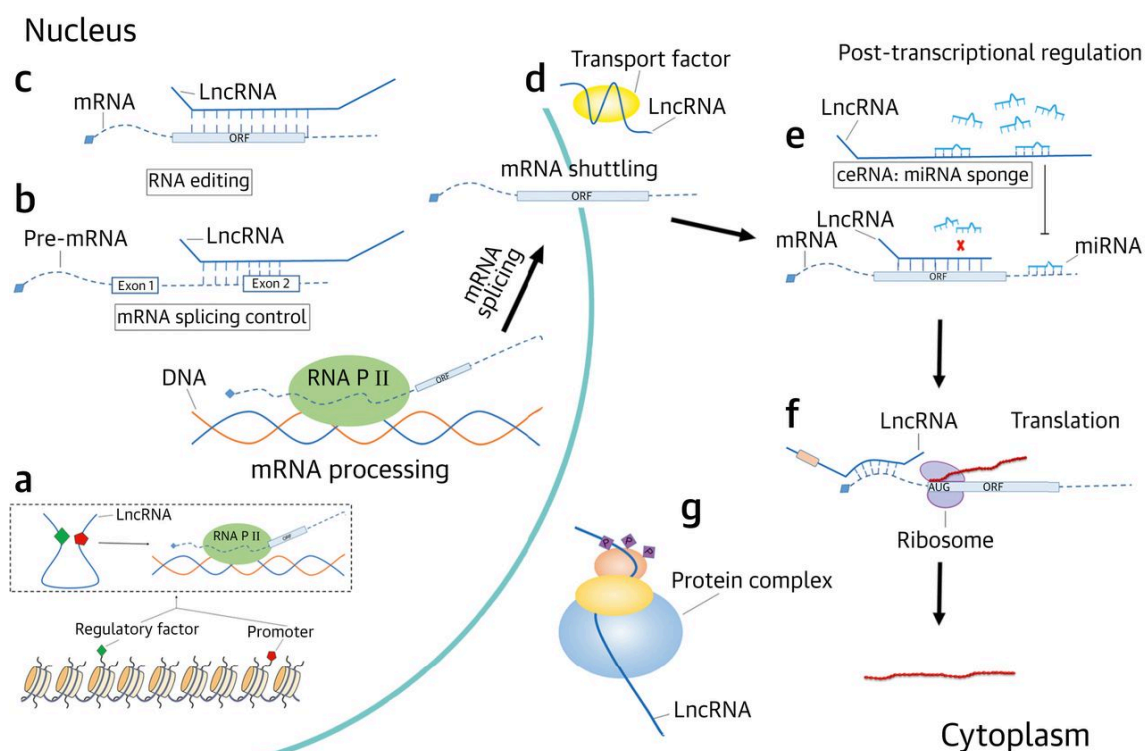 Nucleus
c
mRNA
LncRNA
ORF
RNA editing
b
Pre-mRNA
LncRNA
Exon 1
Exon 2
mRNA splicing control
DNA
RNA P II
ORF
mRNA processing
mRNA
splicing
a
LncRNA
RNA P II
ORF
Regulatory factor
Promoter
d
Transport factor
LncRNA
mRNA shuttling
ORF
Post-transcriptional regulation
LncRNA
e
ceRNA: miRNA sponge
LncRNA
mRNA
x
miRNA
ORF
f
LncRNA
Translation
AUG
ORF
Ribosome
g
P
P
P
Protein complex
LncRNA
Cytoplasm